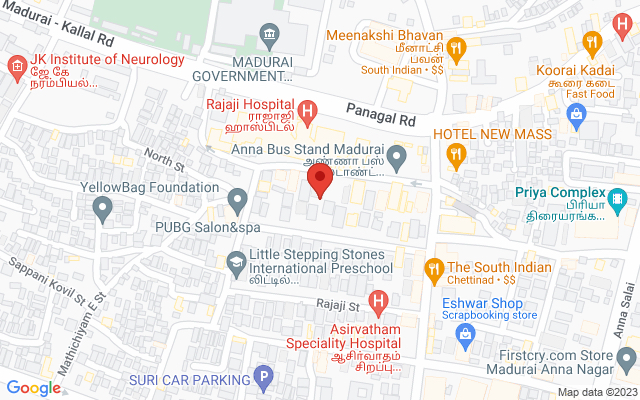 Madurai - Kallal Rd
JK Institute of Neurology
ஜே.கே
நரம்பியல்...
MADURAI
GOVERNMENT...
Meenakshi Bhavan
மீனாட்சி
பவன்
South Indian • $$
Koorai Kadai
கூரை கடை
Fast Food
Rajaji Hospital
ராஜாஜி
ஹாஸ்பிடல்
Panagal Rd
HOTEL NEW MASS
Anna Bus Stand Madurai
அண்ணா பஸ்
North St
YellowBag Foundation
Priya Complex
பிரியா
திரையரங்க...
PUBG Salon&spa
Little Stepping Stones
International Preschool
லிட்டில்...
The South Indian
Chettinad • $$
Sappani Kovil St
Mathichiyam E St
Rajaji St
Eshwar Shop
Scrapbooking store
Anna Salai
Asirvatham
Speciality Hospital
ஆசிர்வாதம்
சிறப்பு...
Firstcry.com Store
Madurai Anna Nagar
SURI CAR PARKING
Google
Map data ©2023